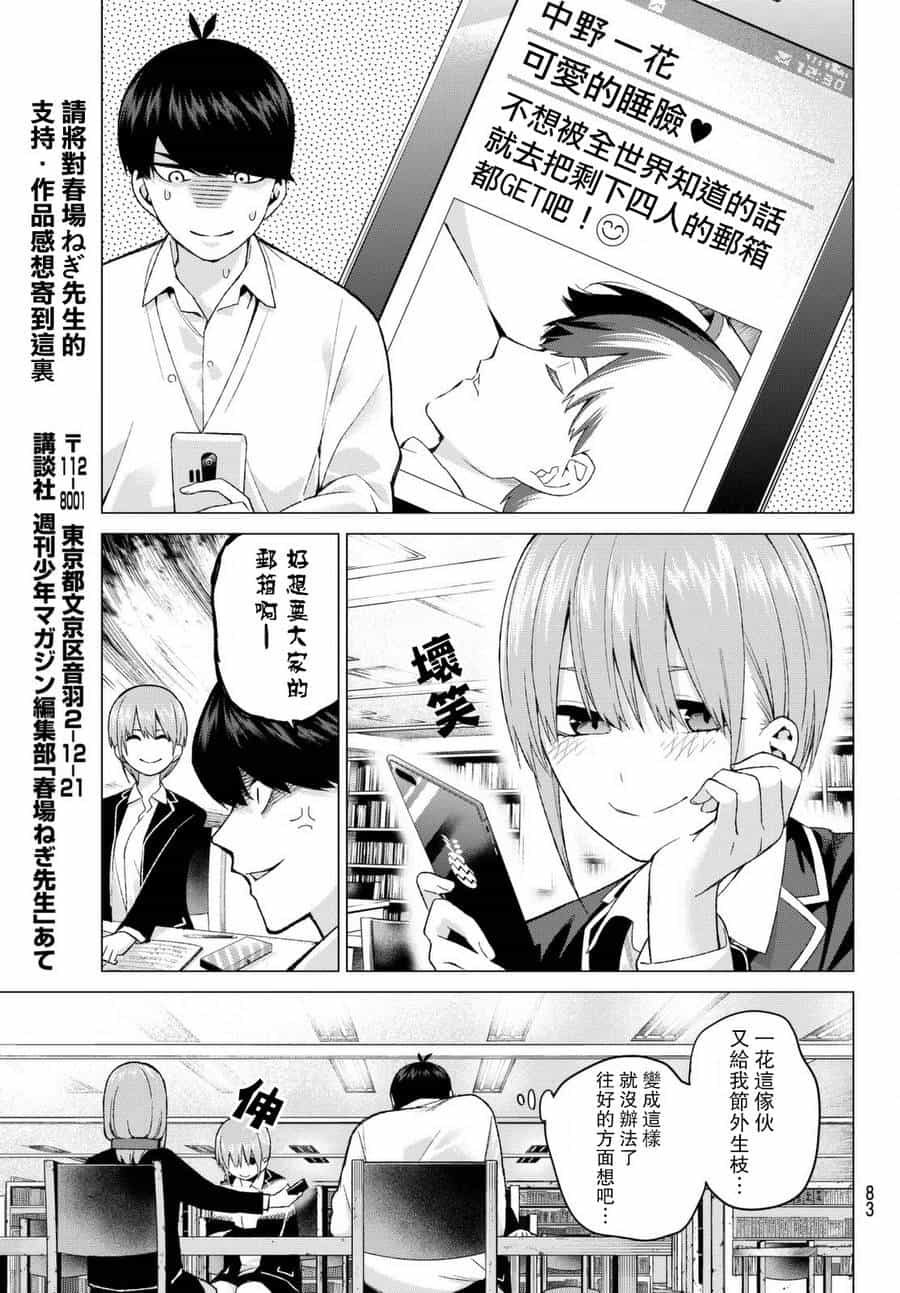 中野 一花
可愛的睡臉♥
不想被全世界知道的話
就去把剩下四人的郵箱
都GET吧！😊
12:30
請將對春場ねぎ先生的
支持・作品感想寄到這裏
〒112-8001 東京都文京区音羽2-12-21
講談社 週刊少年マガジン編集部「春場ねぎ先生」あて
壞笑
好想要大家的
郵箱啊ー
一花這傢伙
又給我節外生枝…
變成這樣
就沒辦法了
往好的方面想吧…
伸
83